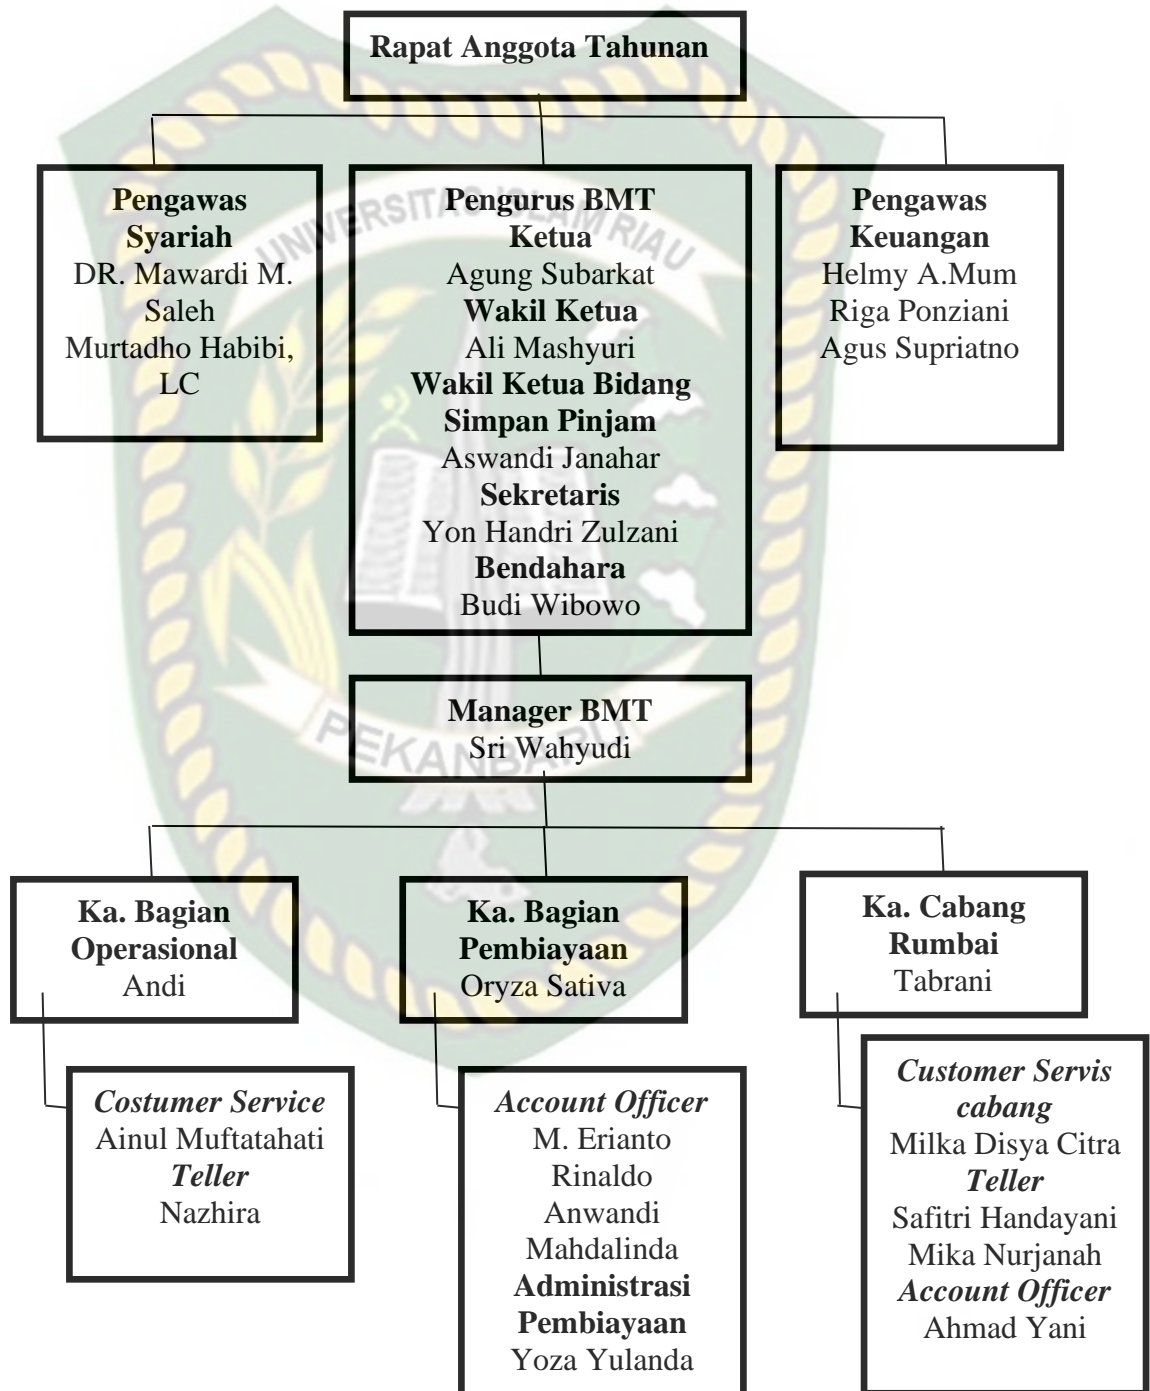 Rapat Anggota Tahunan
Pengawas
Syariah
DR. Mawardi M.
Saleh
Murtadho Habibi,
LC
Pengurus BMT
Ketua
Agung Subarkat
Wakil Ketua
Ali Mashyuri
Wakil Ketua Bidang
Simpan Pinjam
Aswandi Janahar
Sekretaris
Yon Handri Zulzani
Bendahara
Budi Wibowo
Pengawas
Keuangan
Helmy A.Mum
Riga Ponziani
Agus Supriatno
UNIVERSITAS ISLAM RIAU
Manager BMT
Sri Wahyudi
PEKANBARU
Ka. Bagian
Operasional
Andi
Ka. Bagian
Pembiayaan
Oryza Sativa
Ka. Cabang
Rumbai
Tabrani
Costumer Service
Ainul Muftatahati
Teller
Nazhira
Account Officer
M. Erianto
Rinaldo
Anwandi
Mahdalinda
Administrasi
Pembiayaan
Yoza Yulanda
Customer Servis
cabang
Milka Disya Citra
Teller
Safitri Handayani
Mika Nurjanah
Account Officer
Ahmad Yani